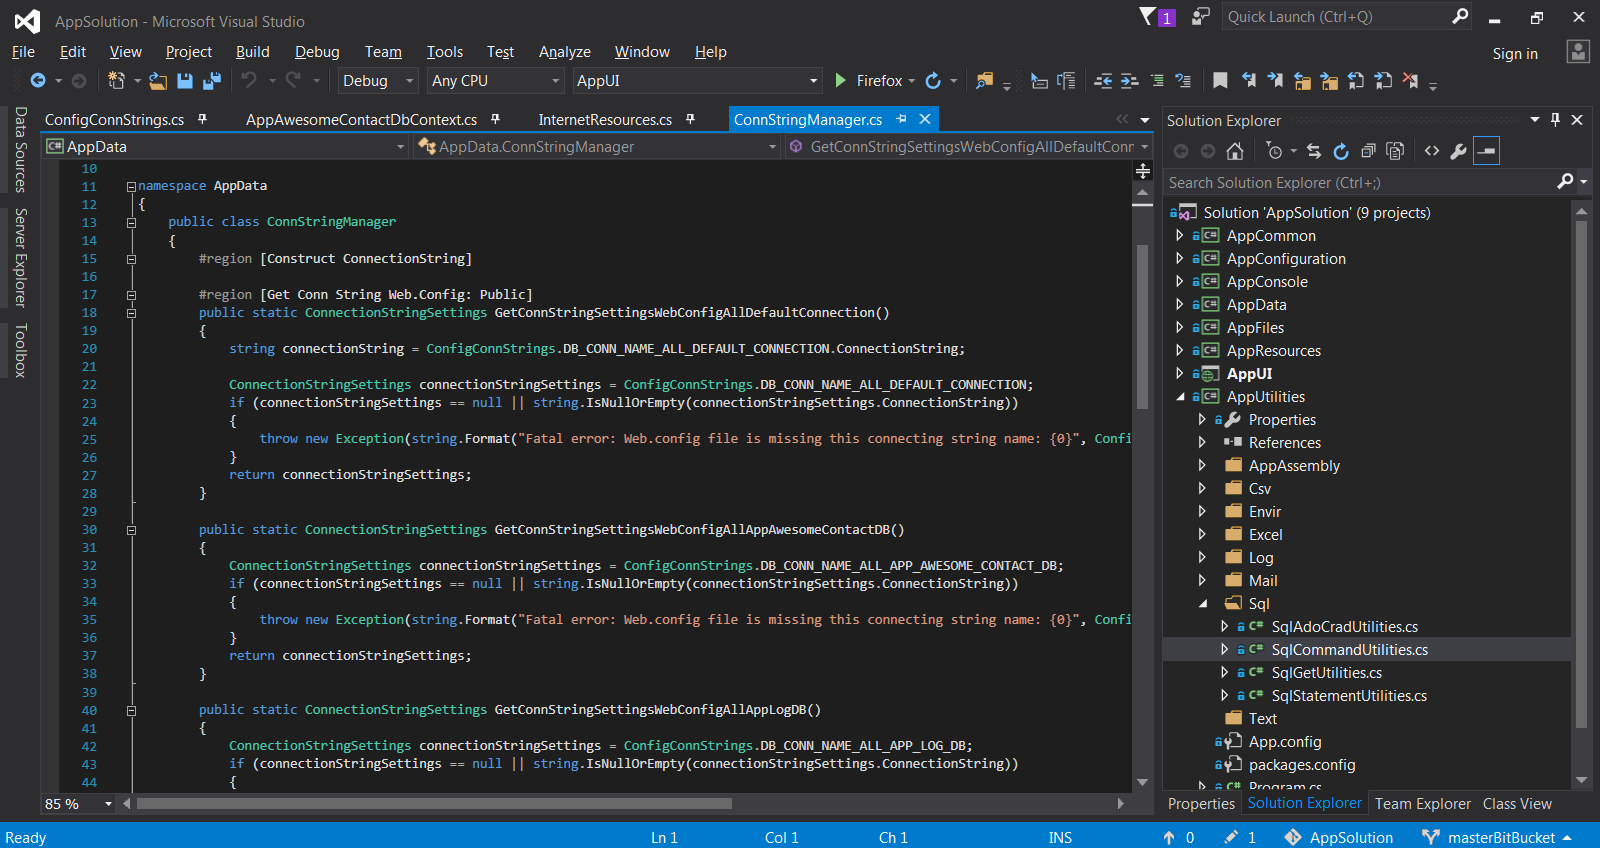 AppSolution - Microsoft Visual Studio
1
Quick Launch (Ctrl+Q)
File Edit View Project Build Debug Team Tools Test Analyze Window Help
Sign in
Debug Any CPU AppUI Firefox
Data Sources
Server Explorer
Toolbox
ConfigConnStrings.cs AppAwesomeContactDbContext.cs InternetResources.cs ConnStringManager.cs
AppData AppData.ConnStringManager GetConnStringSettingsWebConfigAllDefaultConn
10
11 namespace AppData
12 {
13 public class ConnStringManager
14 {
15 #region [Construct ConnectionString]
16
17 #region [Get Conn String Web.Config: Public]
18 public static ConnectionStringSettings GetConnStringSettingsWebConfigAllDefaultConnection()
19 {
20 string connectionString = ConfigConnStrings.DB_CONN_NAME_ALL_DEFAULT_CONNECTION.ConnectionString;
21
22 ConnectionStringSettings connectionStringSettings = ConfigConnStrings.DB_CONN_NAME_ALL_DEFAULT_CONNECTION;
23 if (connectionStringSettings == null || string.IsNullOrEmpty(connectionStringSettings.ConnectionString))
24 {
25 throw new Exception(string.Format("Fatal error: Web.config file is missing this connecting string name: {0}", Confi
26 }
27 return connectionStringSettings;
28 }
29
30 public static ConnectionStringSettings GetConnStringSettingsWebConfigAllAppAwesomeContactDB()
31 {
32 ConnectionStringSettings connectionStringSettings = ConfigConnStrings.DB_CONN_NAME_ALL_APP_AWESOME_CONTACT_DB;
33 if (connectionStringSettings == null || string.IsNullOrEmpty(connectionStringSettings.ConnectionString))
34 {
35 throw new Exception(string.Format("Fatal error: Web.config file is missing this connecting string name: {0}", Confi
36 }
37 return connectionStringSettings;
38 }
39
40 public static ConnectionStringSettings GetConnStringSettingsWebConfigAllAppLogDB()
41 {
42 ConnectionStringSettings connectionStringSettings = ConfigConnStrings.DB_CONN_NAME_ALL_APP_LOG_DB;
43 if (connectionStringSettings == null || string.IsNullOrEmpty(connectionStringSettings.ConnectionString))
44 {
85 %
Solution Explorer
Search Solution Explorer (Ctrl+;)
Solution 'AppSolution' (9 projects)
C# AppCommon
C# AppConfiguration
C# AppConsole
C# AppData
C# AppFiles
C# AppResources
AppUI
C# AppUtilities
Properties
References
AppAssembly
Csv
Envir
Excel
Log
Mail
Sql
C# SqlAdoCradUtilities.cs
C# SqlCommandUtilities.cs
C# SqlGetUtilities.cs
C# SqlStatementUtilities.cs
Text
App.config
packages.config
C# Program.cs
Properties Solution Explorer Team Explorer Class View
Ready Ln 1 Col 1 Ch 1 INS 0 1 AppSolution masterBitBucket